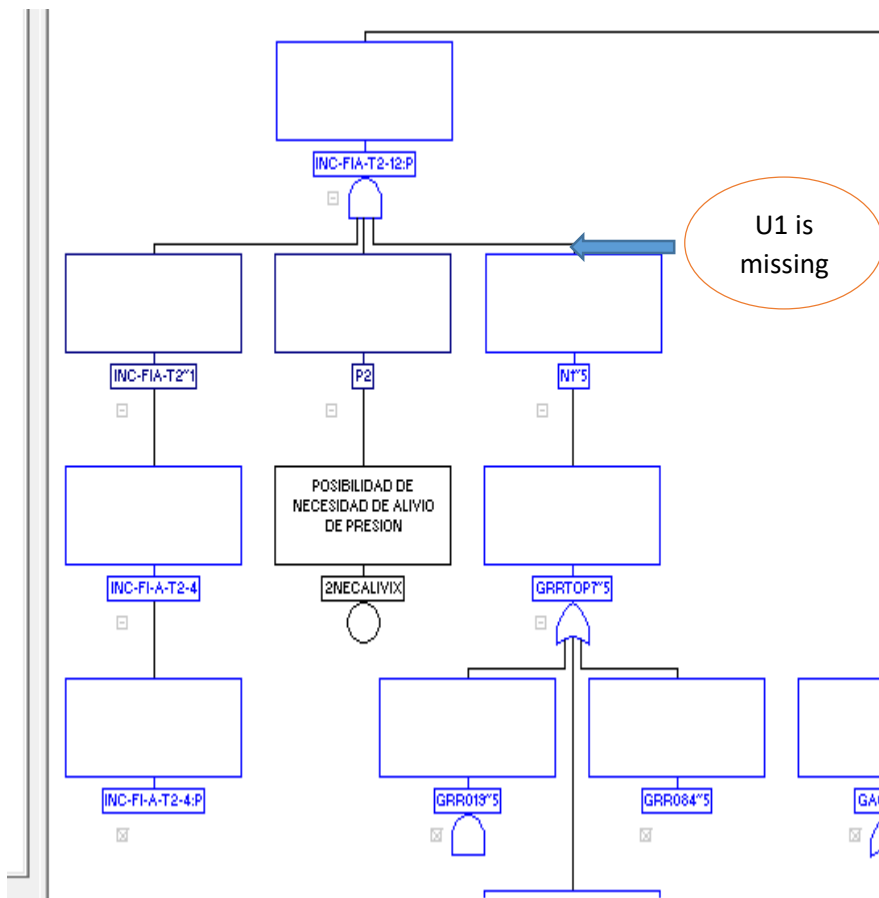 INC-FIA-T2-12:P
U1 is
missing
INC-FIA-T2~1
P2
N1~5
POSIBILIDAD DE
NECESIDAD DE ALIVIO
DE PRESION
INC-FI-A-T2-4
2NECALIVIX
GRRTOP7~5
INC-FI-A-T2-4:P
GRR019~5
GRR084~5